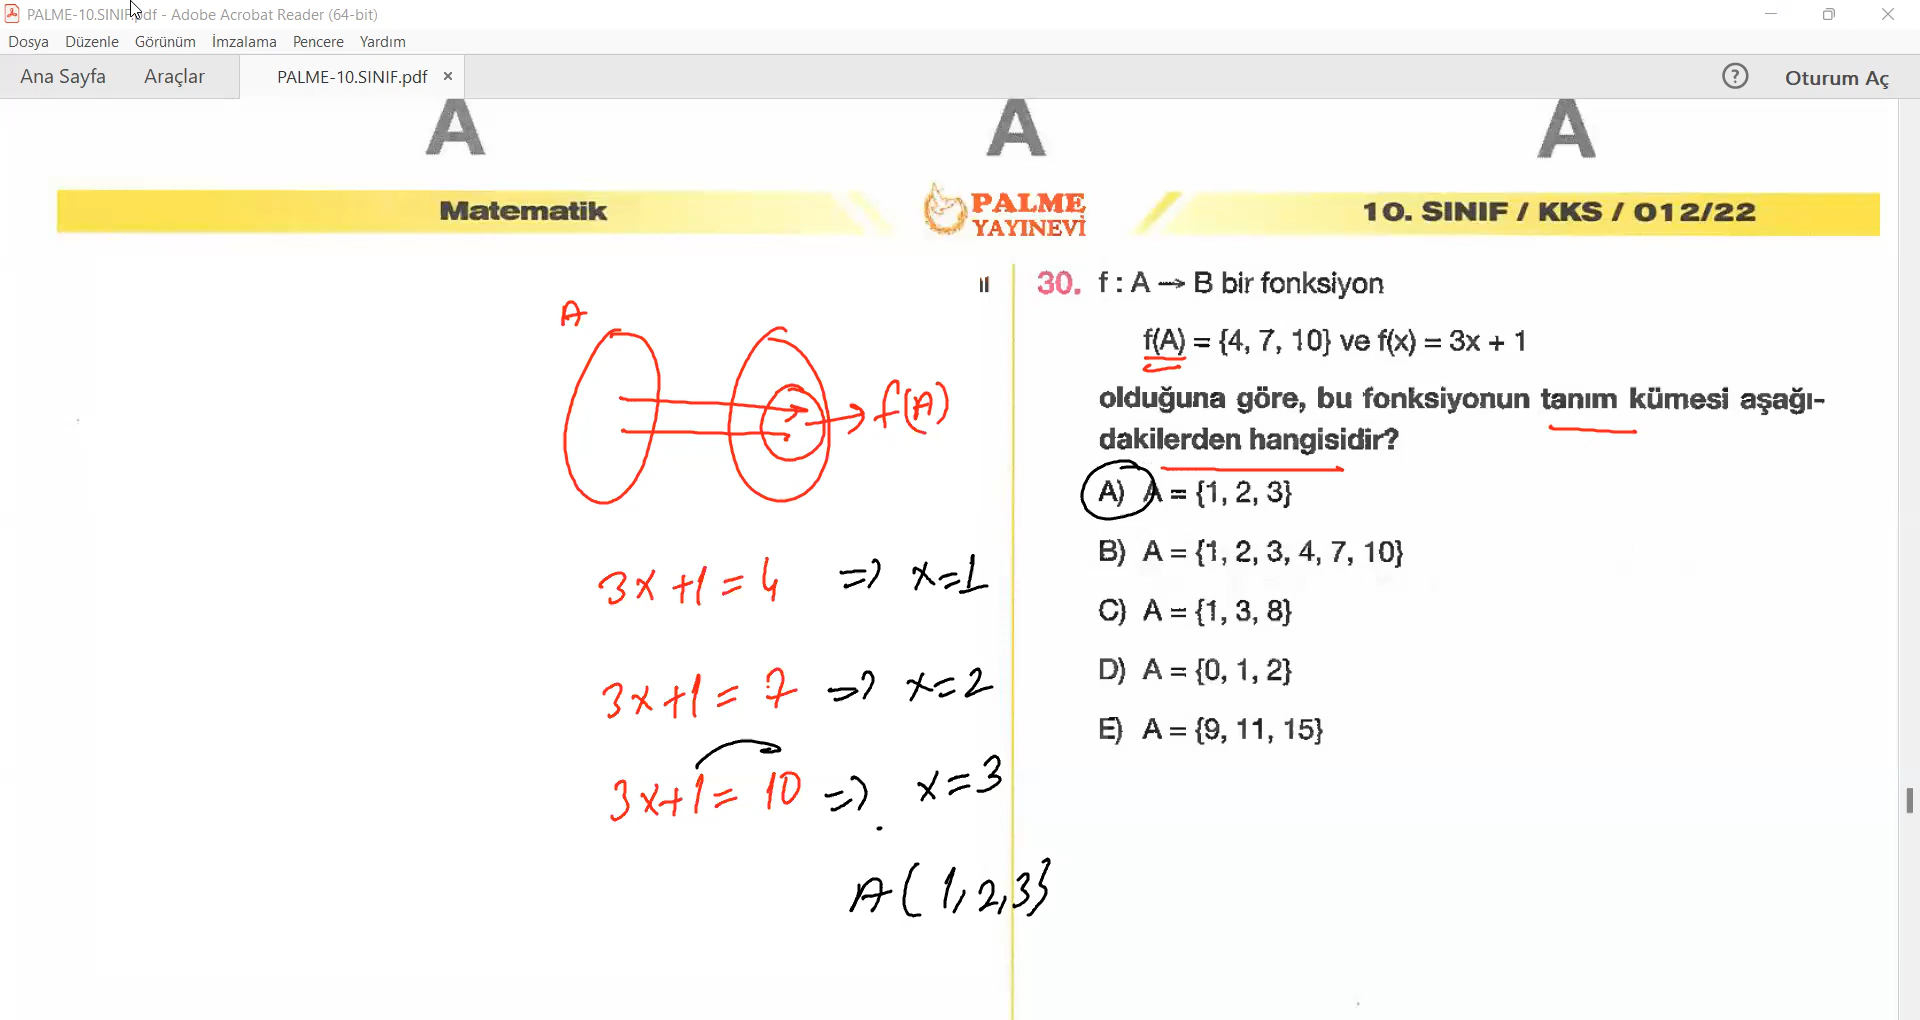 PALME-10.SINIF.pdf - Adobe Acrobat Reader (64-bit)
Dosya Düzenle Görünüm İmzalama Pencere Yardım
Ana Sayfa Araçlar PALME-10.SINIF.pdf × ? Oturum Aç
A A A
Matematik PALME YAYINEVİ 10. SINIF / KKS / 012/22
A
f(A)
3x+1=4 => x=1
3x+1=7 => x=2
3x+1=10 => x=3
A{1,2,3}
30. f : A → B bir fonksiyon
f(A) = {4, 7, 10} ve f(x) = 3x + 1
olduğuna göre, bu fonksiyonun tanım kümesi aşağı-
dakilerden hangisidir?
A) A = {1, 2, 3}
B) A = {1, 2, 3, 4, 7, 10}
C) A = {1, 3, 8}
D) A = {0, 1, 2}
E) A = {9, 11, 15}